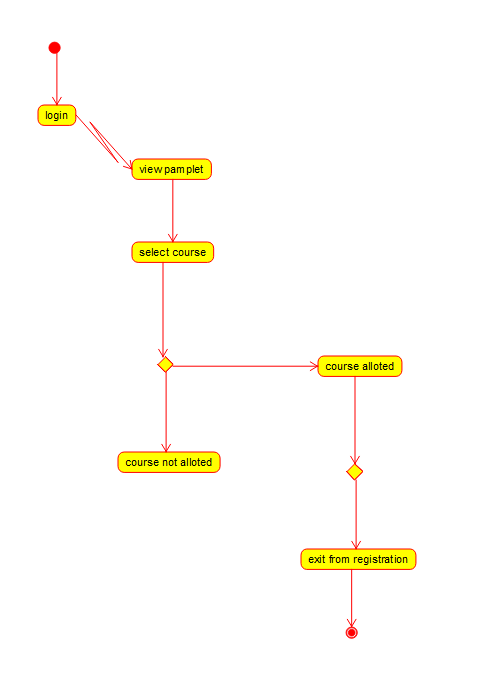 login
view pamplet
select course
course alloted
course not alloted
exit from registration